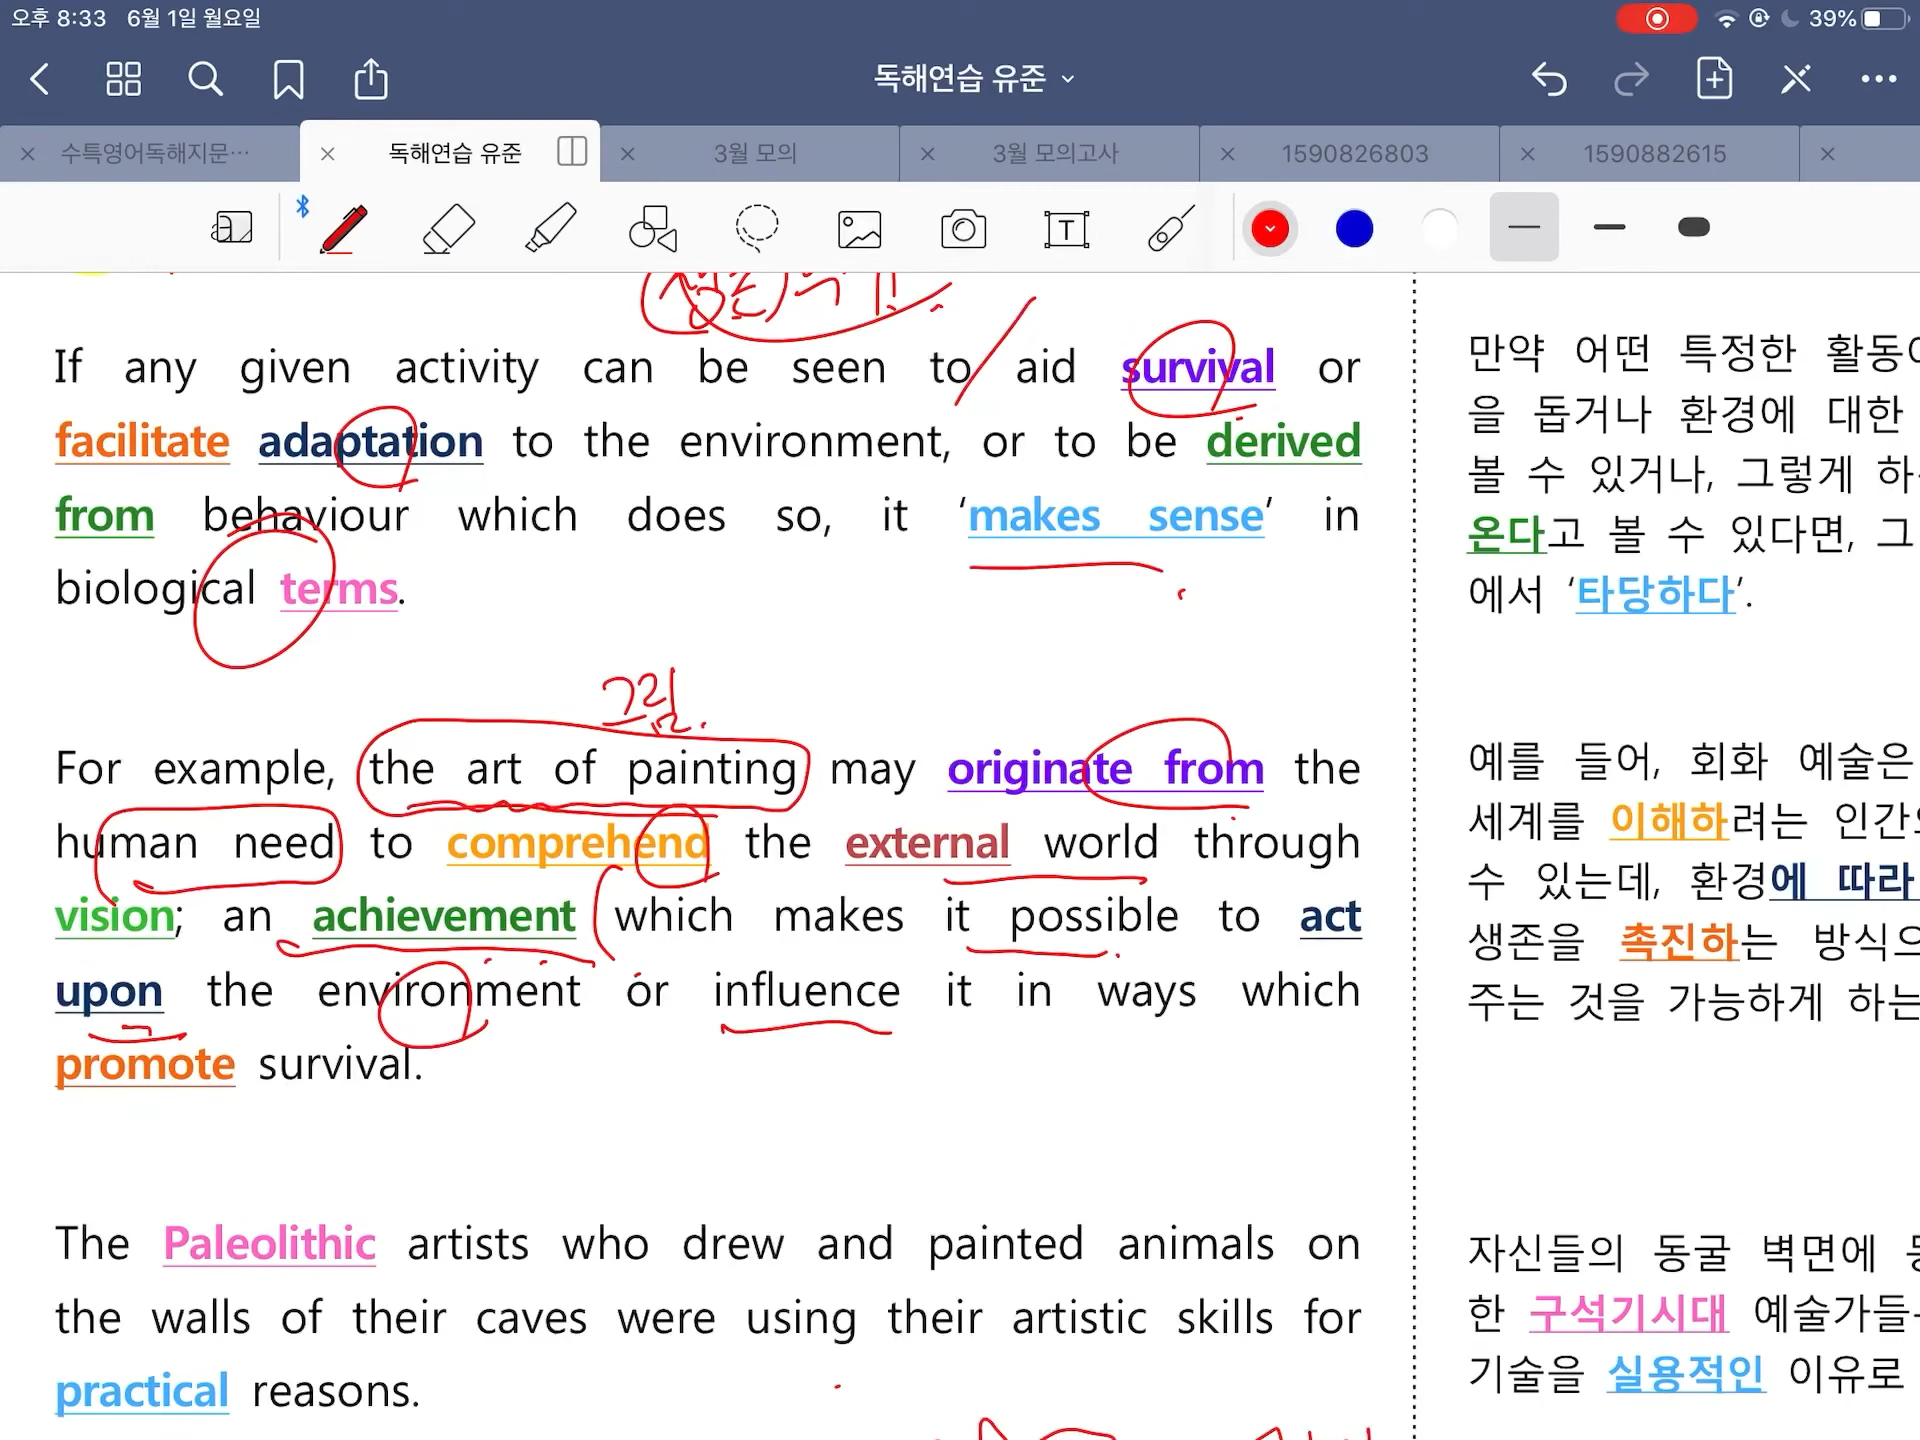 오후 8:33 6월 1일 월요일
39%
독해연습 유준
수특영어독해지문…
독해연습 유준
3월 모의
3월 모의고사
1590826803
1590882615
If any given activity can be seen to aid survival or
facilitate adaptation to the environment, or to be derived
from behaviour which does so, it ‘makes sense’ in
biological terms.
만약 어떤 특정한 활동이
을 돕거나 환경에 대한
볼 수 있거나, 그렇게 하
온다고 볼 수 있다면, 그
에서 ‘타당하다’.
그림.
For example, the art of painting may originate from the
human need to comprehend the external world through
vision; an achievement which makes it possible to act
upon the environment or influence it in ways which
promote survival.
예를 들어, 회화 예술은
세계를 이해하려는 인간
수 있는데, 환경에 따라
생존을 촉진하는 방식으
주는 것을 가능하게 하는
The Paleolithic artists who drew and painted animals on
the walls of their caves were using their artistic skills for
practical reasons.
자신들의 동굴 벽면에
한 구석기시대 예술가들
기술을 실용적인 이유로